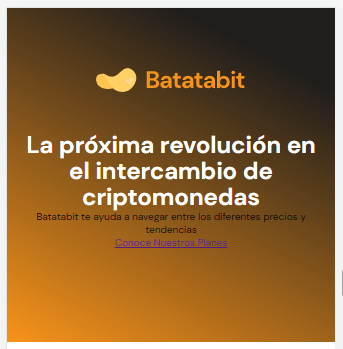 Batatabit
La próxima revolución en
el intercambio de
criptomonedas
Batatabit te ayuda a navegar entre los diferentes precios y
tendencias
Conoce Nuestros Planes